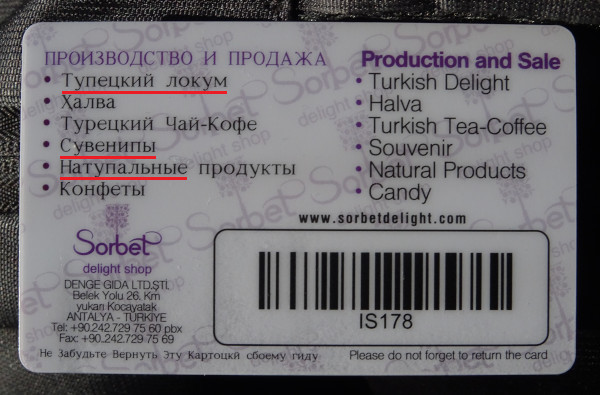 ПРОИЗВОДСТВО И ПРОДАЖА
• Тупецкий локум
• Халва
• Турецкий Чай-Кофе
• Сувенипы
• Натупальные продукты
• Конфеты
Production and Sale
• Turkish Delight
• Halva
• Turkish Tea-Coffee
• Souvenir
• Natural Products
• Candy
www.sorbetdelight.com
Sorbet
delight shop
DENGE GIDA LTD.ŞTİ.
Belek Yolu 26. Km
yukarı Kocayatak
ANTALYA - TÜRKİYE
Tel: +90.242.729 75 60 pbx
Fax: +90.242.729 75 69
IS178
Не Забудьте Вернуть Эту Картоцкй сбоему гиду
Please do not forget to return the card